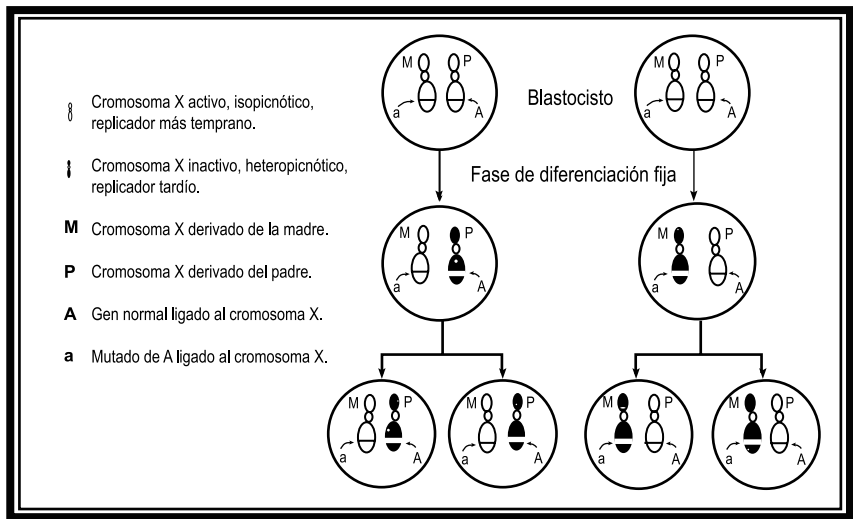 Cromosoma X activo, isopicnótico,
replicador más temprano.
Cromosoma X inactivo, heteropicnótico,
replicador tardío.
M Cromosoma X derivado de la madre.
P Cromosoma X derivado del padre.
A Gen normal ligado al cromosoma X.
a Mutado de A ligado al cromosoma X.
M P
a A
Blastocisto
M P
a A
Fase de diferenciación fija
M P
a A
M P
a A
M P
a A
M P
a A
M P
a A
M P
a A